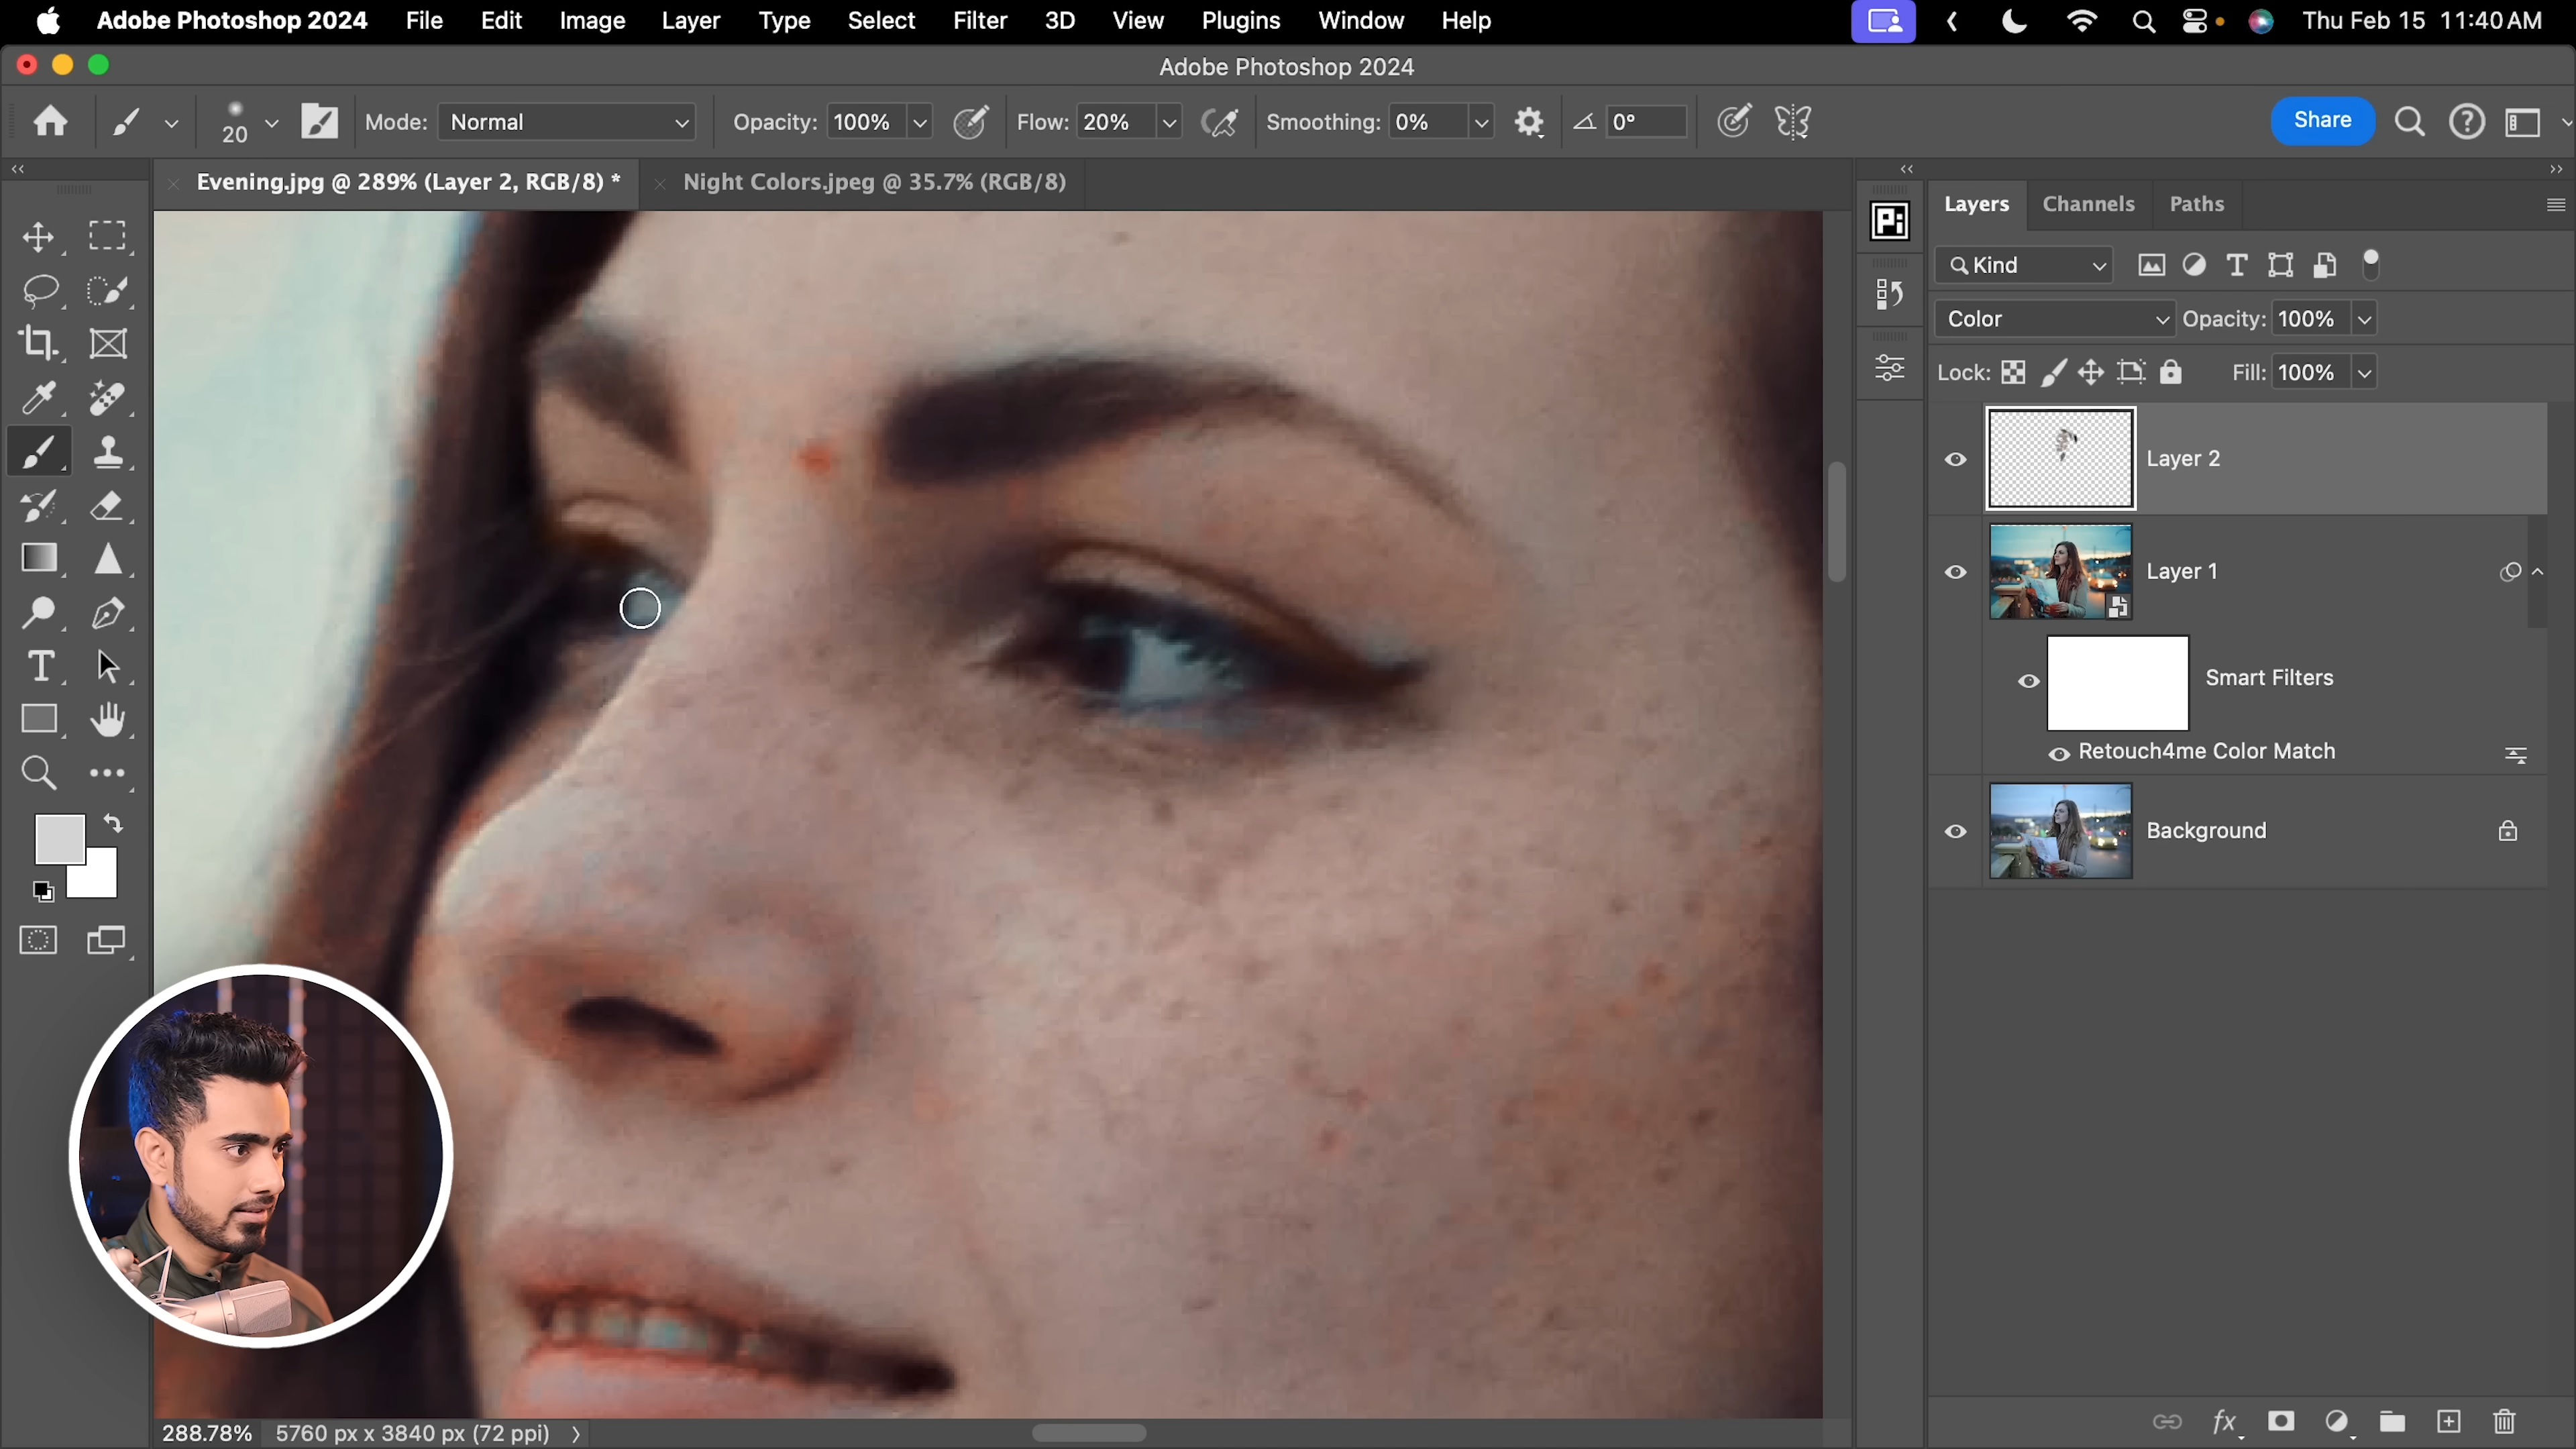 Adobe Photoshop 2024 File Edit Image Layer Type Select Filter 3D View Plugins Window Help Thu Feb 15 11:40 AM
Adobe Photoshop 2024
20 Mode: Normal Opacity: 100% Flow: 20% Smoothing: 0% 0° Share
Evening.jpg @ 289% (Layer 2, RGB/8) * Night Colors.jpeg @ 35.7% (RGB/8)
Layers Channels Paths
Pi
Kind
Color Opacity: 100%
Lock: Fill: 100%
Layer 2
Layer 1
Smart Filters
Retouch4me Color Match
Background
fx
288.78% 5760 px x 3840 px (72 ppi)